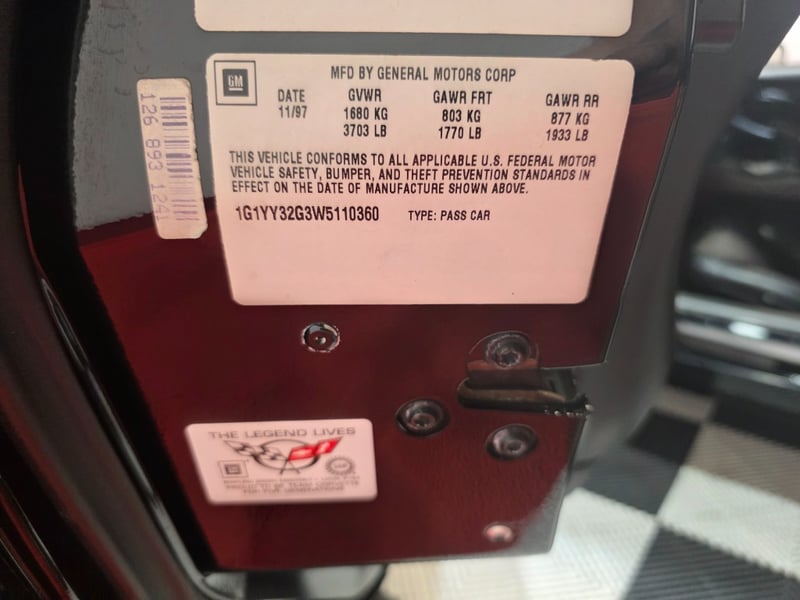 GM
MFD BY GENERAL MOTORS CORP
DATE GVWR GAWR FRT GAWR RR
11/97 1680 KG 803 KG 877 KG
3703 LB 1770 LB 1933 LB
THIS VEHICLE CONFORMS TO ALL APPLICABLE U.S. FEDERAL MOTOR
VEHICLE SAFETY, BUMPER, AND THEFT PREVENTION STANDARDS IN
EFFECT ON THE DATE OF MANUFACTURE SHOWN ABOVE.
1G1YY32G3W5110360 TYPE: PASS CAR
126 893 1241
THE LEGEND LIVES